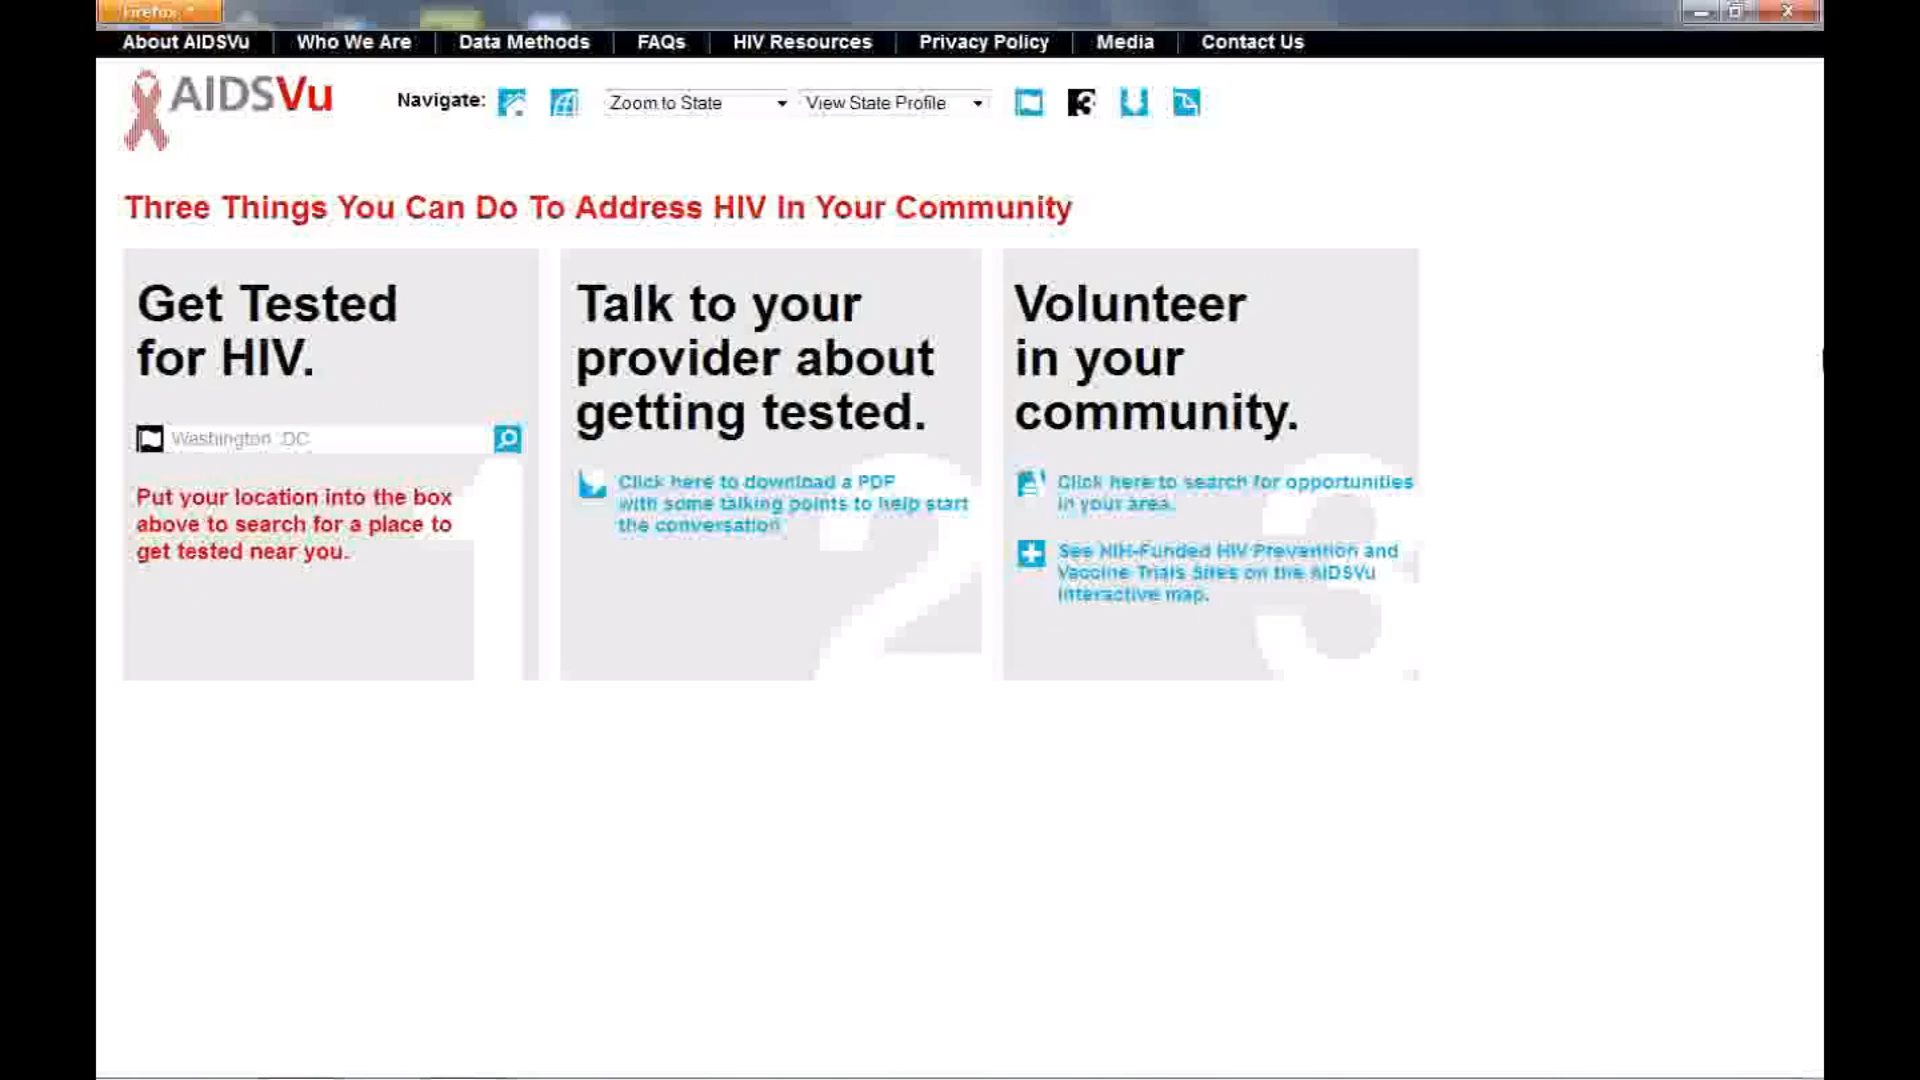 Firefox
About AIDSVu
Who We Are
Data Methods
FAQs
HIV Resources
Privacy Policy
Media
Contact Us
AIDSVu
Navigate:
Zoom to State
View State Profile
3
Three Things You Can Do To Address HIV In Your Community
Get Tested
for HIV.
Washington DC
Put your location into the box
above to search for a place to
get tested near you.
1
Talk to your
provider about
getting tested.
Click here to download a PDF
with some talking points to help start
the conversation
2
Volunteer
in your
community.
Click here to search for opportunities
in your area.
See NIH-Funded HIV Prevention and
Vaccine Trials Sites on the AIDSVu
interactive map.
3